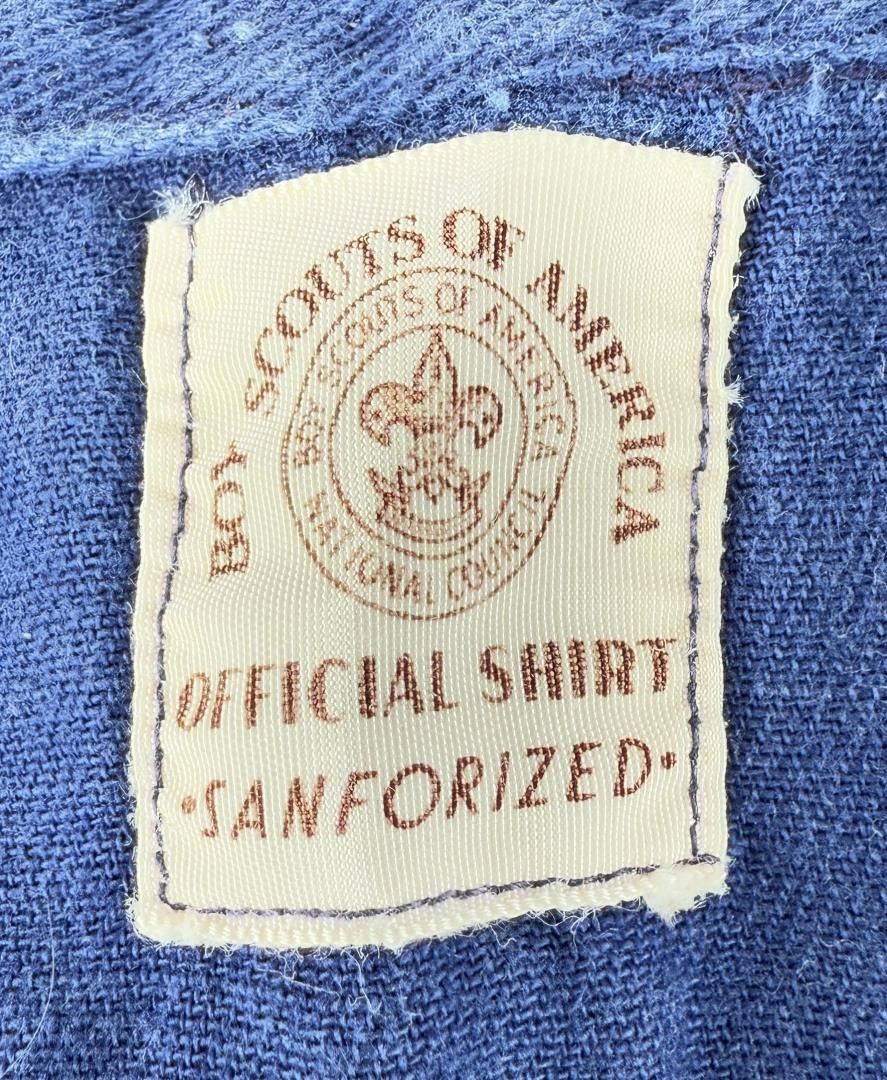 BOY SCOUTS OF AMERICA
BOY SCOUTS OF AMERICA
NATIONAL COUNCIL
OFFICIAL SHIRT
•SANFORIZED•